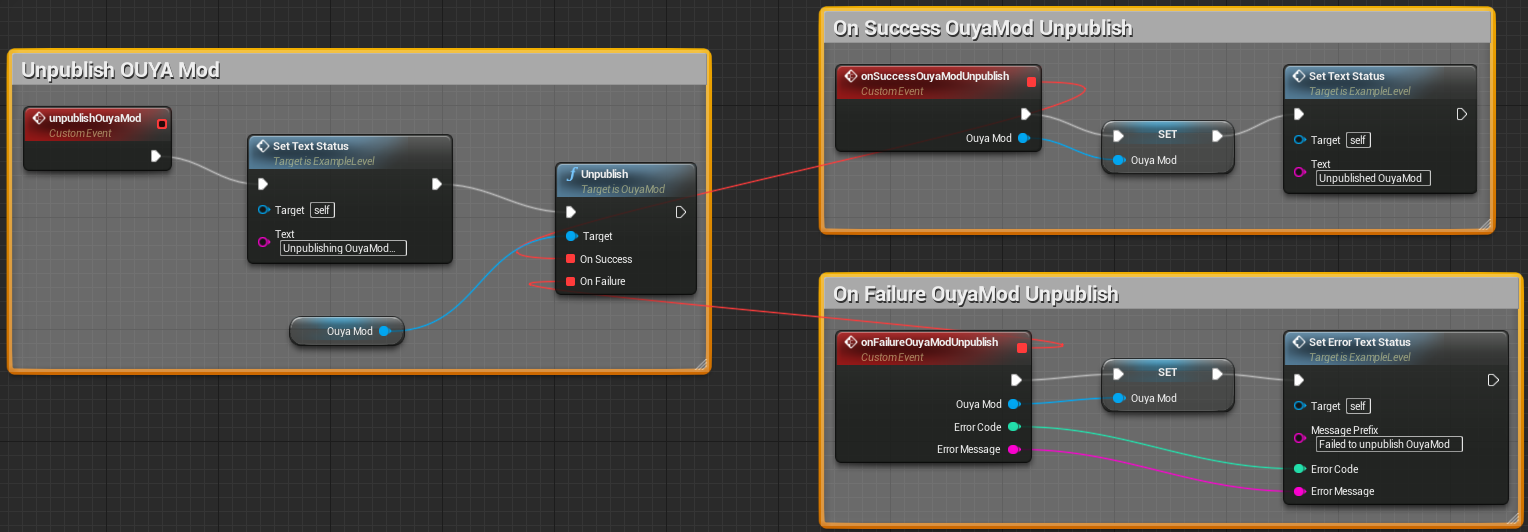 Unpublish OUYA Mod
unpublishOuyaMod
Custom Event
Set Text Status
Target is ExampleLevel
Target self
Text
Unpublishing OuyaMod...
Ouya Mod
f Unpublish
Target is OuyaMod
Target
On Success
On Failure
On Success OuyaMod Unpublish
onSuccessOuyaModUnpublish
Custom Event
Ouya Mod
SET
Ouya Mod
Set Text Status
Target is ExampleLevel
Target self
Text
Unpublished OuyaMod
On Failure OuyaMod Unpublish
onFailureOuyaModUnpublish
Custom Event
Ouya Mod
Error Code
Error Message
SET
Ouya Mod
Set Error Text Status
Target is ExampleLevel
Target self
Message Prefix
Failed to unpublish OuyaMod
Error Code
Error Message